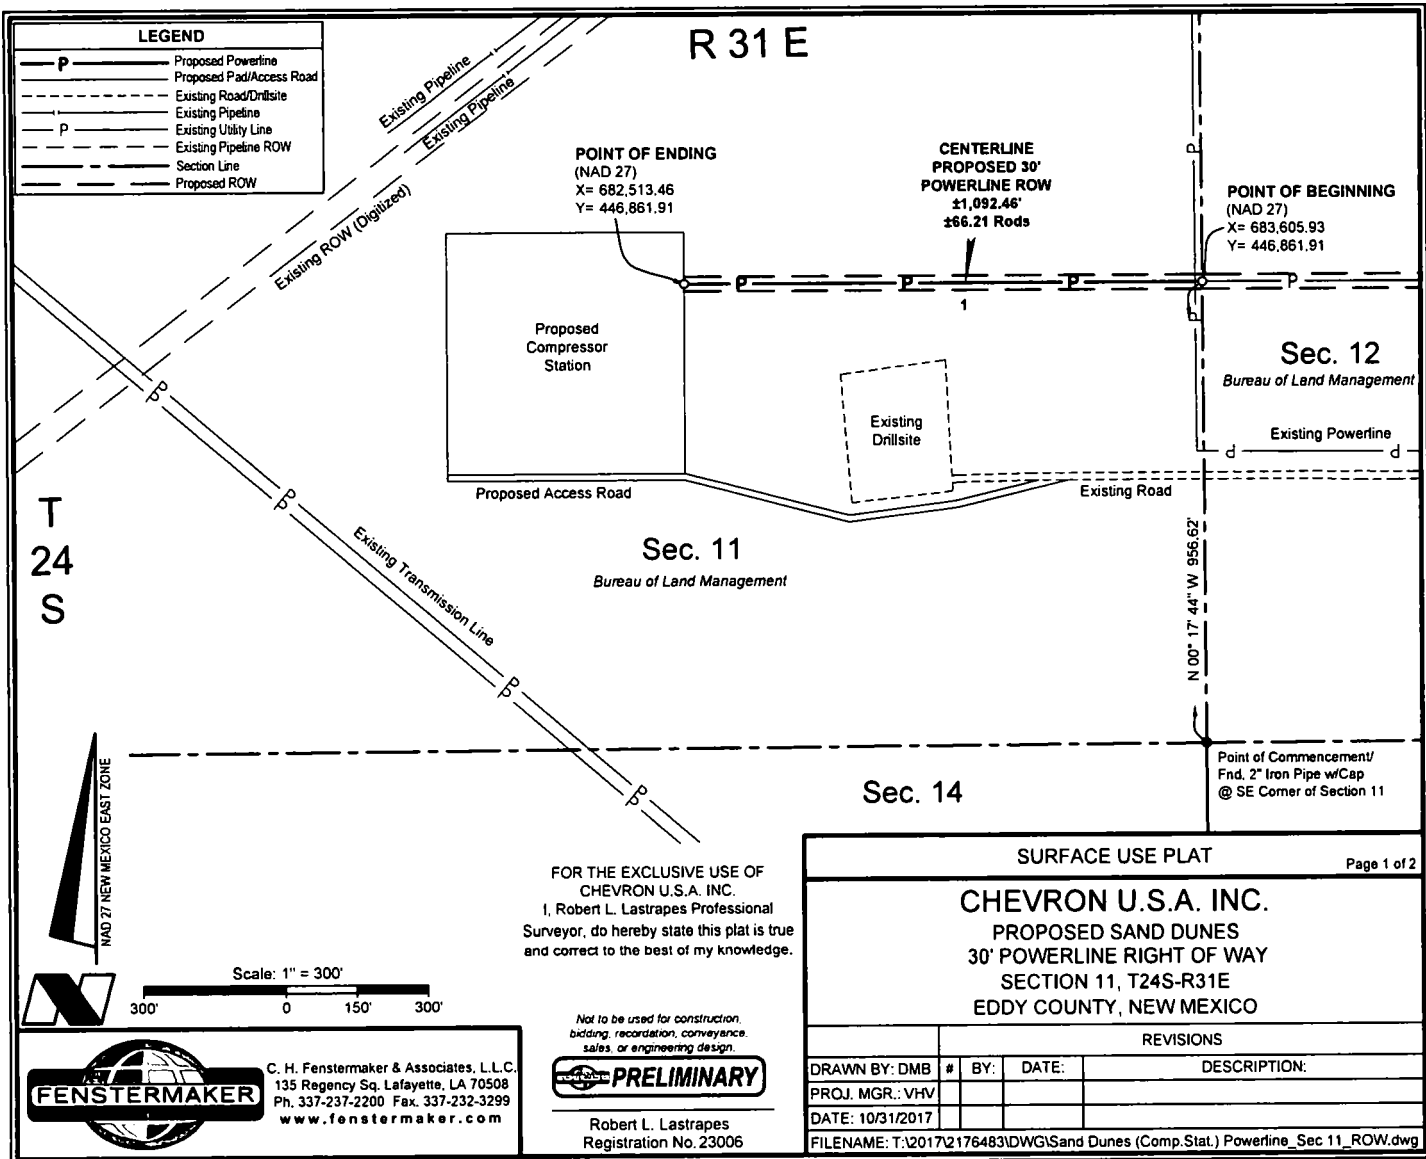 LEGEND
P
Proposed Powerline
Proposed Pad/Access Road
Existing Road/Drillsite
Existing Pipeline
P
Existing Utility Line
Existing Pipeline ROW
Section Line
Proposed ROW
R 31 E
Existing Pipeline
Existing Pipeline
Existing ROW (Digitized)
POINT OF ENDING
(NAD 27)
X= 682,513.46
Y= 446,861.91
CENTERLINE
PROPOSED 30'
POWERLINE ROW
±1,092.46'
±66.21 Rods
P
POINT OF BEGINNING
(NAD 27)
X= 683,605.93
Y= 446,861.91
P P P P
1
P
Proposed
Compressor
Station
Sec. 12
Bureau of Land Management
P
P
Existing
Drillsite
Existing Powerline
P P
Proposed Access Road
Existing Road
P
P
T
24
S
Existing Transmission Line
Sec. 11
Bureau of Land Management
N 00° 17' 44" W 956.62'
P
P
P
P
Point of Commencement/
Fnd. 2" Iron Pipe w/Cap
@ SE Corner of Section 11
Sec. 14
NAD 27 NEW MEXICO EAST ZONE
N
Scale: 1" = 300'
300' 0 150' 300'
FOR THE EXCLUSIVE USE OF
CHEVRON U.S.A. INC.
I, Robert L. Lastrapes Professional
Surveyor, do hereby state this plat is true
and correct to the best of my knowledge.
Not to be used for construction,
bidding, recordation, conveyance,
sales, or engineering design.
PRELIMINARY
Robert L. Lastrapes
Registration No. 23006
FENSTERMAKER
C. H. Fenstermaker & Associates, L.L.C.
135 Regency Sq. Lafayette, LA 70508
Ph. 337-237-2200 Fax. 337-232-3299
www.fenstermaker.com
SURFACE USE PLAT
Page 1 of 2
CHEVRON U.S.A. INC.
PROPOSED SAND DUNES
30' POWERLINE RIGHT OF WAY
SECTION 11, T24S-R31E
EDDY COUNTY, NEW MEXICO
REVISIONS
DRAWN BY: DMB # BY: DATE: DESCRIPTION:
PROJ. MGR.: VHV
DATE: 10/31/2017
FILENAME: T:\2017\2176483\DWG\Sand Dunes (Comp.Stat.) Powerline_Sec 11_ROW.dwg